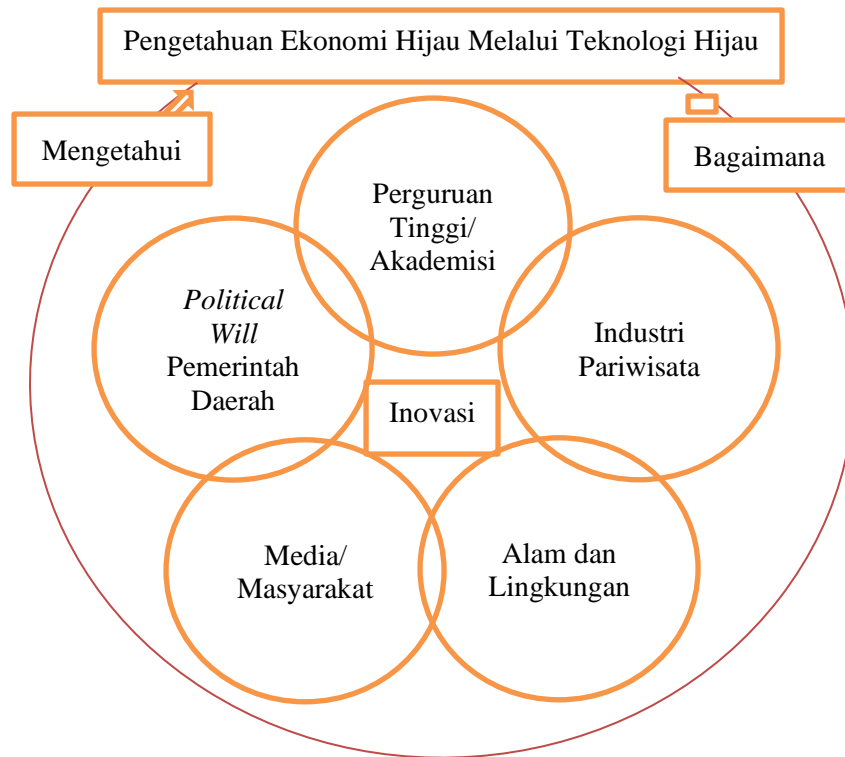 Pengetahuan Ekonomi Hijau Melalui Teknologi Hijau
Mengetahui
Bagaimana
Perguruan
Tinggi/
Akademisi
Political
Will
Pemerintah
Daerah
Industri
Pariwisata
Inovasi
Media/
Masyarakat
Alam dan
Lingkungan